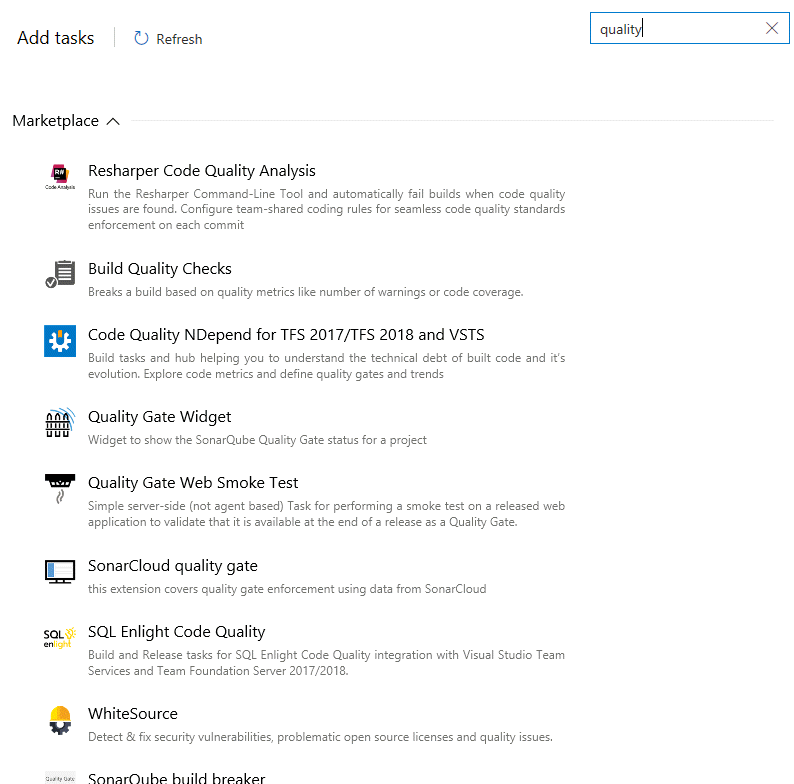 Add tasks
Refresh
quality
Marketplace
R#
Code Analysis
Resharper Code Quality Analysis
Run the Resharper Command-Line Tool and automatically fail builds when code quality
issues are found. Configure team-shared coding rules for seamless code quality standards
enforcement on each commit
Build Quality Checks
Breaks a build based on quality metrics like number of warnings or code coverage.
Code Quality NDepend for TFS 2017/TFS 2018 and VSTS
Build tasks and hub helping you to understand the technical debt of built code and it's
evolution. Explore code metrics and define quality gates and trends
Quality Gate Widget
Widget to show the SonarQube Quality Gate status for a project
Quality Gate Web Smoke Test
Simple server-side (not agent based) Task for performing a smoke test on a released web
application to validate that it is available at the end of a release as a Quality Gate.
SonarCloud quality gate
this extension covers quality gate enforcement using data from SonarCloud
SQL
enlight
SQL Enlight Code Quality
Build and Release tasks for SQL Enlight Code Quality integration with Visual Studio Team
Services and Team Foundation Server 2017/2018.
WhiteSource
Detect & fix security vulnerabilities, problematic open source licenses and quality issues.
Quality Gate
SonarQube build breaker